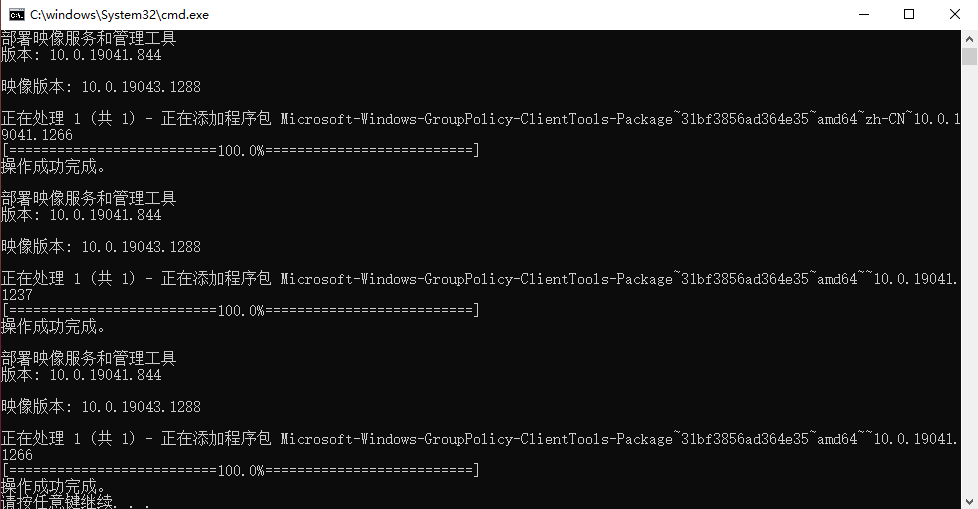 C:\windows\System32\cmd.exe
部署映像服务和管理工具
版本: 10.0.19041.844
映像版本: 10.0.19043.1288
正在处理 1 (共 1) - 正在添加程序包 Microsoft-Windows-GroupPolicy-ClientTools-Package~31bf3856ad364e35~amd64~zh-CN~10.0.1
9041.1266
[==========================100.0%==========================]
操作成功完成。
部署映像服务和管理工具
版本: 10.0.19041.844
映像版本: 10.0.19043.1288
正在处理 1 (共 1) - 正在添加程序包 Microsoft-Windows-GroupPolicy-ClientTools-Package~31bf3856ad364e35~amd64~~10.0.19041.
1237
[==========================100.0%==========================]
操作成功完成。
部署映像服务和管理工具
版本: 10.0.19041.844
映像版本: 10.0.19043.1288
正在处理 1 (共 1) - 正在添加程序包 Microsoft-Windows-GroupPolicy-ClientTools-Package~31bf3856ad364e35~amd64~~10.0.19041.
1266
[==========================100.0%==========================]
操作成功完成。
请按任意键继续. . .